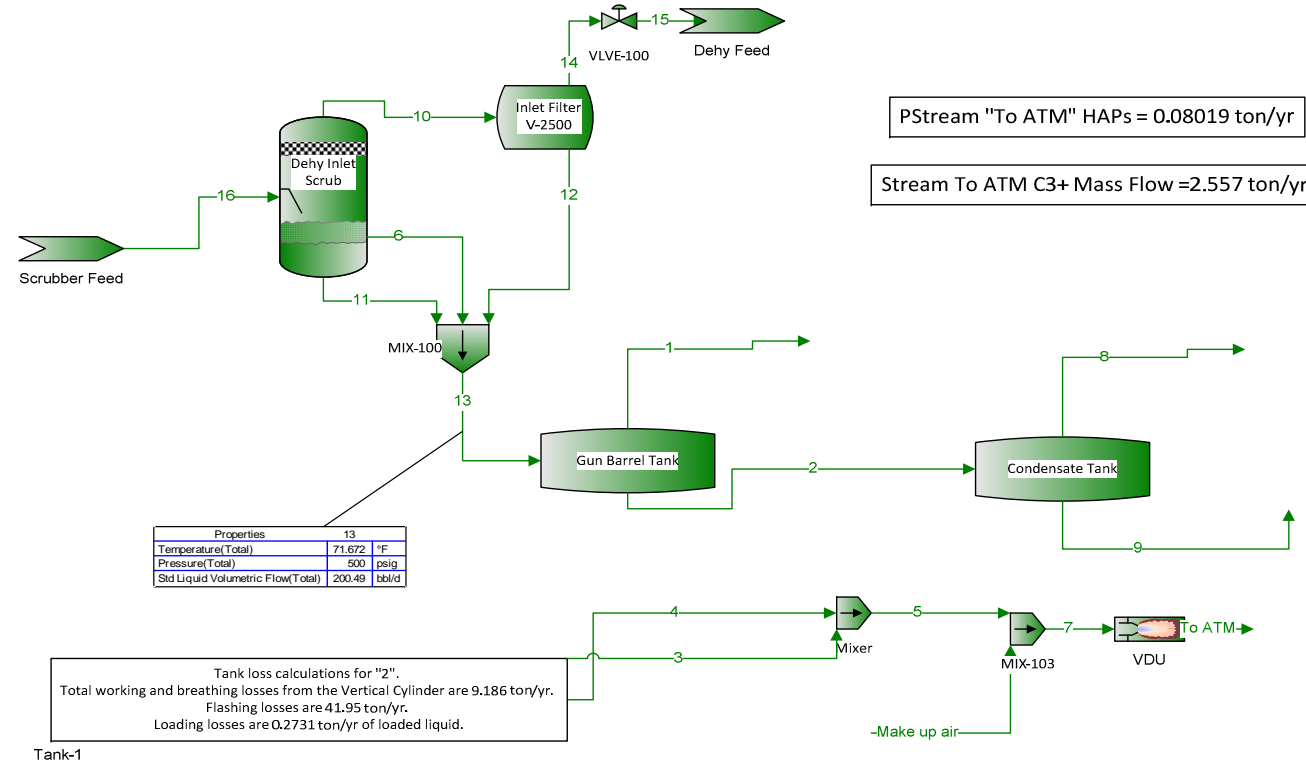 15
VLVE-100
Dehy Feed
14
Inlet Filter
V-2500
10
PStream "To ATM" HAPs = 0.08019 ton/yr
Dehy Inlet
Scrub
Stream To ATM C3+ Mass Flow =2.557 ton/yr
16
12
6
Scrubber Feed
11
MIX-100
1
8
13
Gun Barrel Tank
2
Condensate Tank
Properties 13
Temperature(Total) 71.672 °F
Pressure(Total) 500 psig
Std Liquid Volumetric Flow(Total) 200.49 bbl/d
9
4
5
7
To ATM
Mixer
3
MIX-103
VDU
Tank loss calculations for "2".
Total working and breathing losses from the Vertical Cylinder are 9.186 ton/yr.
Flashing losses are 41.95 ton/yr.
Loading losses are 0.2731 ton/yr of loaded liquid.
Make up air
Tank-1